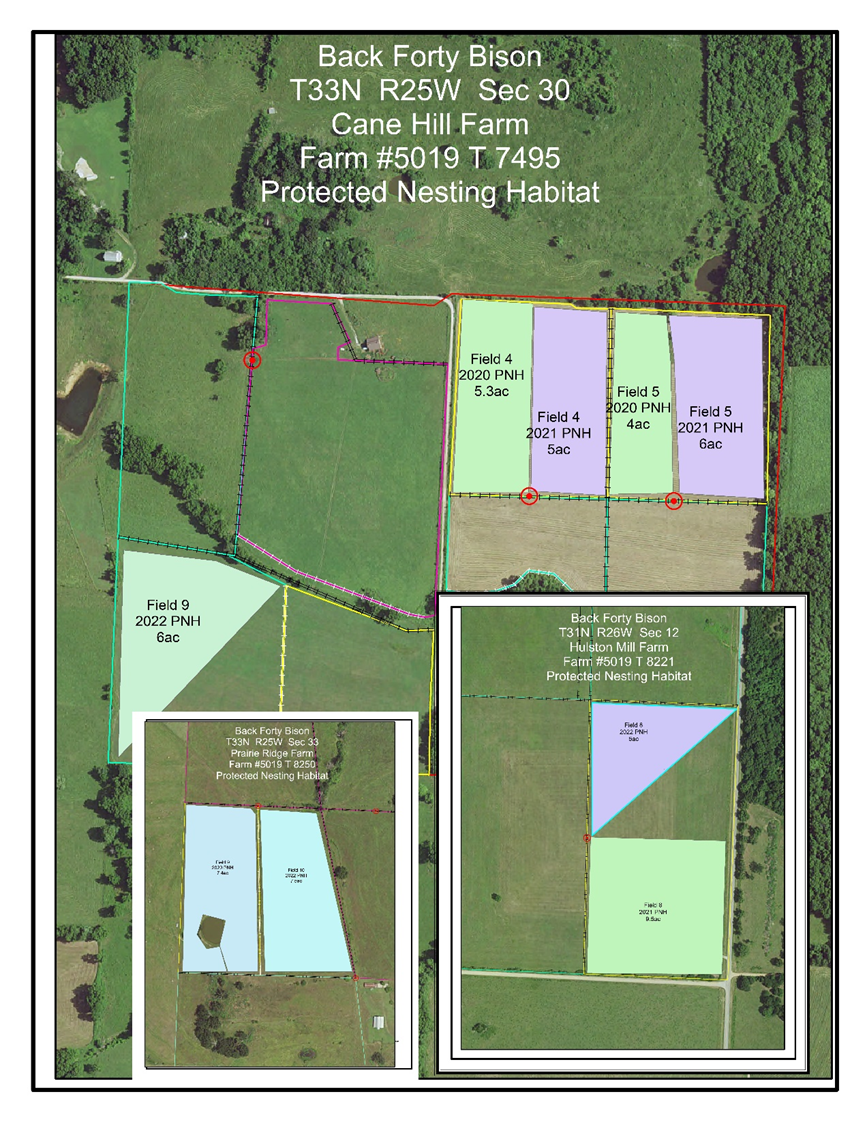 Back Forty Bison
T33N R25W Sec 30
Cane Hill Farm
Farm #5019 T 7495
Protected Nesting Habitat
Field 4
2020 PNH
5.3ac
Field 4
2021 PNH
5ac
Field 5
2020 PNH
4ac
Field 5
2021 PNH
6ac
Field 9
2022 PNH
6ac
Back Forty Bison
T31N R26W Sec 12
Hulston Mill Farm
Farm #5019 T 8221
Protected Nesting Habitat
2022 PNH
Field 8
2021 PNH
Back Forty Bison
T33N R25W Sec 33
Prairie Ridge Farm
Farm #5019 T 8250
Protected Nesting Habitat
Field 10
2022 PNH